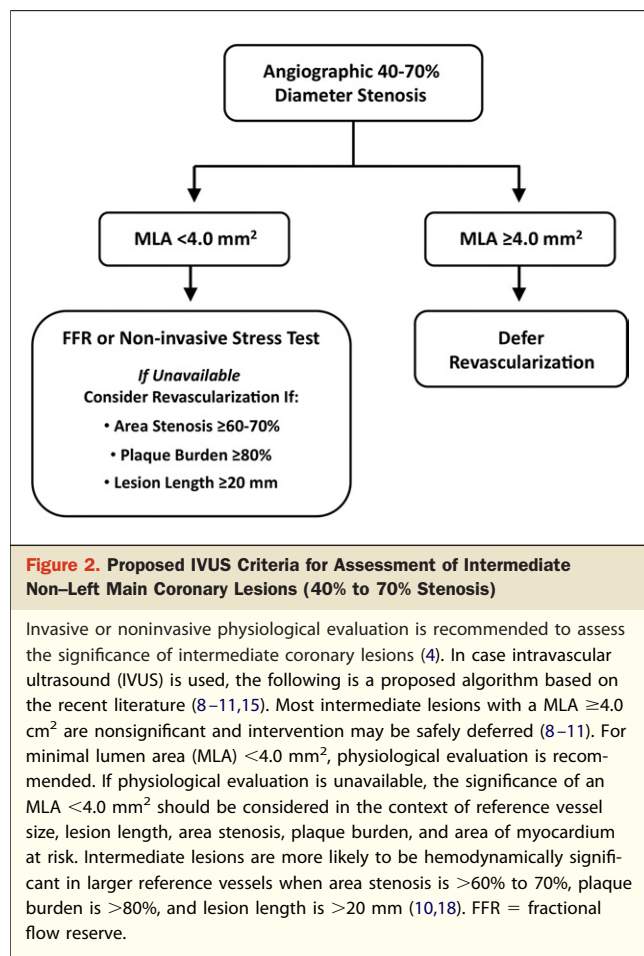 Angiographic 40-70%
Diameter Stenosis
MLA <4.0 mm²
MLA ≥4.0 mm²
FFR or Non-invasive Stress Test
If Unavailable
Consider Revascularization If:
• Area Stenosis ≥60-70%
• Plaque Burden ≥80%
• Lesion Length ≥20 mm
Defer
Revascularization
Figure 2. Proposed IVUS Criteria for Assessment of Intermediate
Non–Left Main Coronary Lesions (40% to 70% Stenosis)
Invasive or noninvasive physiological evaluation is recommended to assess
the significance of intermediate coronary lesions (4). In case intravascular
ultrasound (IVUS) is used, the following is a proposed algorithm based on
the recent literature (8–11,15). Most intermediate lesions with a MLA ≥4.0
cm² are nonsignificant and intervention may be safely deferred (8–11). For
minimal lumen area (MLA) <4.0 mm², physiological evaluation is recom-
mended. If physiological evaluation is unavailable, the significance of an
MLA <4.0 mm² should be considered in the context of reference vessel
size, lesion length, area stenosis, plaque burden, and area of myocardium
at risk. Intermediate lesions are more likely to be hemodynamically signifi-
cant in larger reference vessels when area stenosis is >60% to 70%, plaque
burden is >80%, and lesion length is >20 mm (10,18). FFR = fractional
flow reserve.